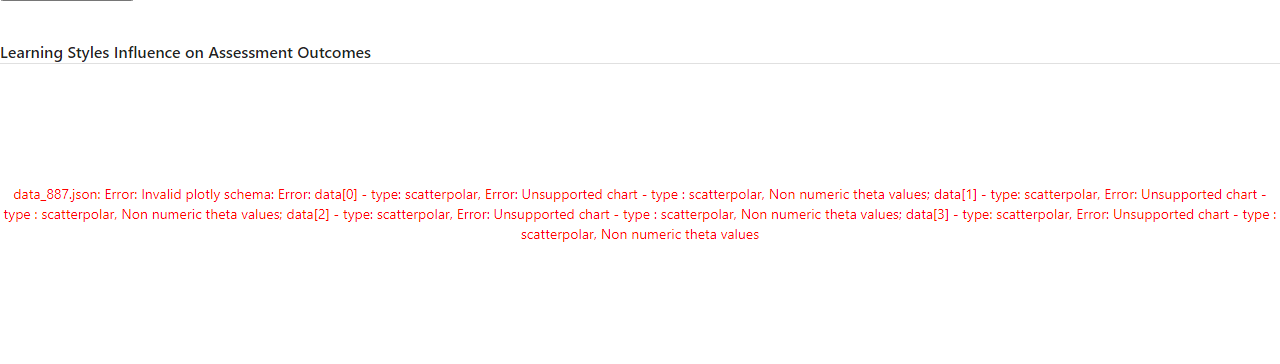 Learning Styles Influence on Assessment Outcomes
data_887.json: Error: Invalid plotly schema: Error: data[0] - type: scatterpolar, Error: Unsupported chart - type : scatterpolar, Non numeric theta values; data[1] - type: scatterpolar, Error: Unsupported chart -
type : scatterpolar, Non numeric theta values; data[2] - type: scatterpolar, Error: Unsupported chart - type : scatterpolar, Non numeric theta values; data[3] - type: scatterpolar, Error: Unsupported chart - type :
scatterpolar, Non numeric theta values